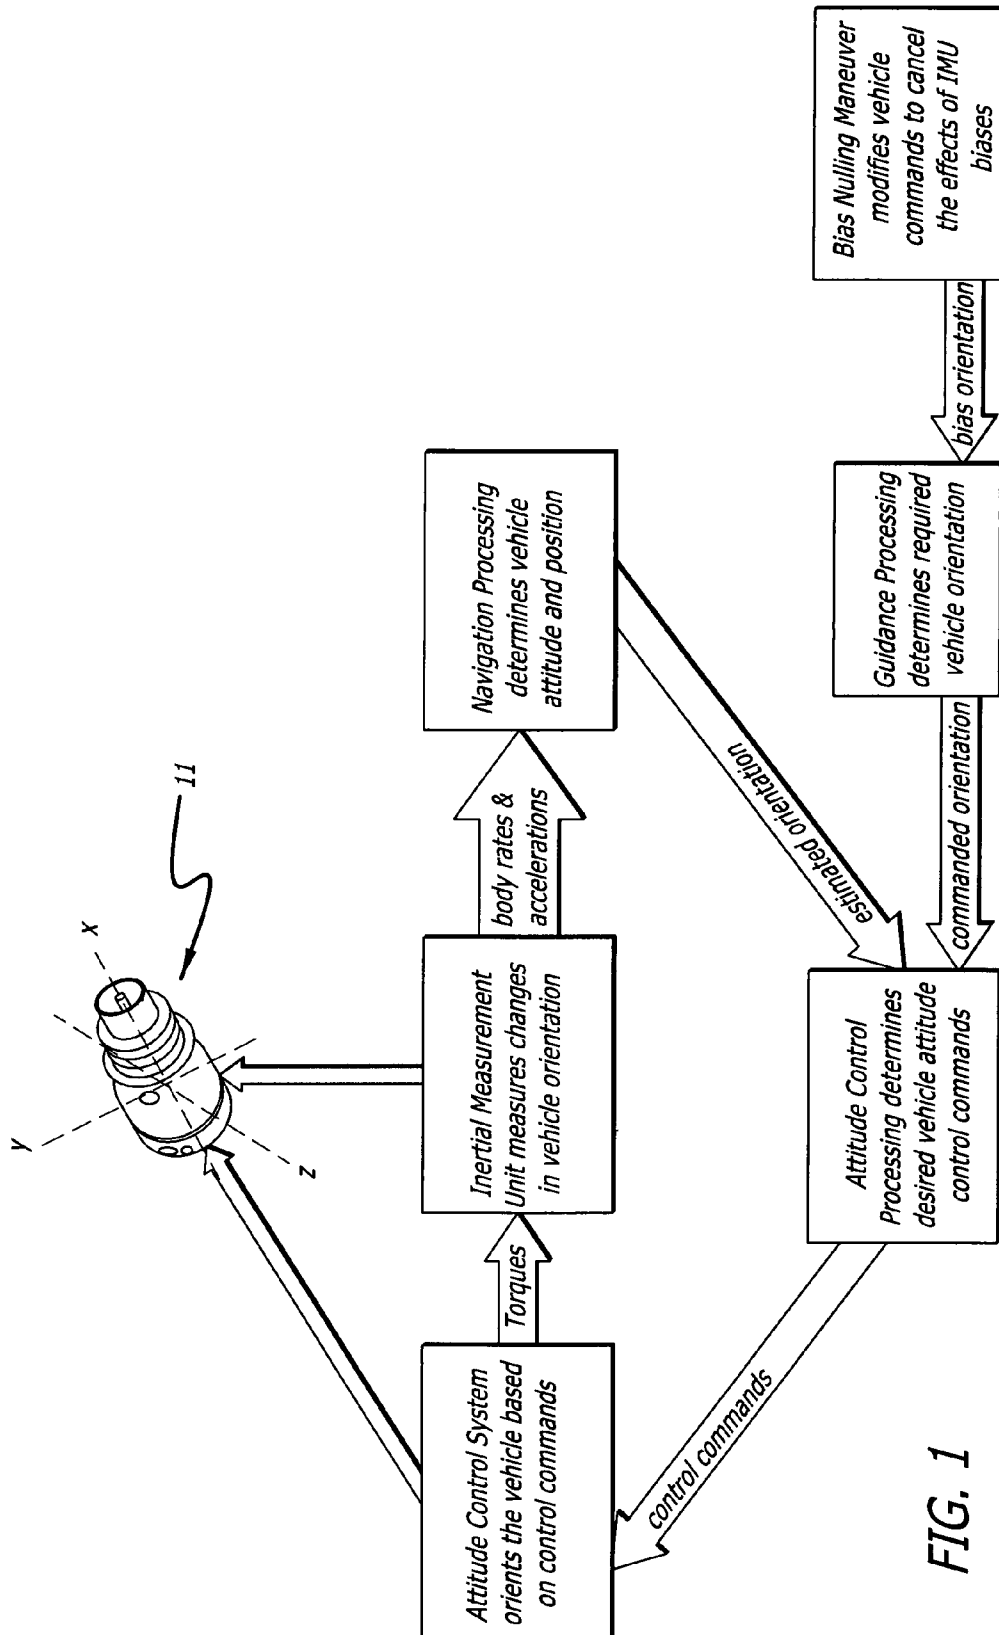 11
X
Y
Z
Attitude Control System
orients the vehicle based
on control commands
Torques
Inertial Measurement
Unit measures changes
in vehicle orientation
body rates &
accelerations
Navigation Processing
determines vehicle
attitude and position
estimated orientation
control commands
Attitude Control
Processing determines
desired vehicle attitude
control commands
commanded orientation
Guidance Processing
determines required
vehicle orientation
bias orientation
Bias Nulling Maneuver
modifies vehicle
commands to cancel
the effects of IMU
biases
FIG. 1